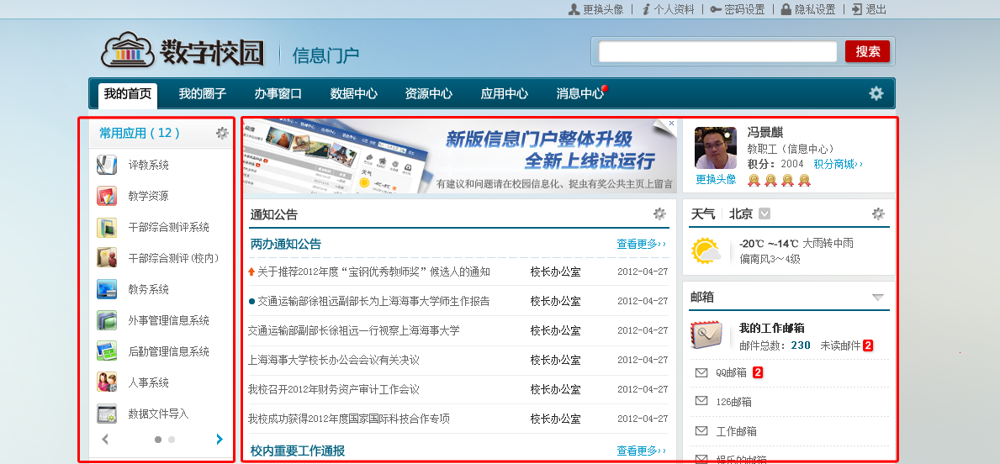 更换头像 | 个人资料 | 密码设置 | 隐私设置 | 退出
数字校园 信息门户
搜索
我的首页 我的圈子 办事窗口 数据中心 资源中心 应用中心 消息中心
常用应用（12）
评教系统
教学资源
干部综合测评系统
干部综合测评(校内)
教务系统
外事管理信息系统
后勤管理信息系统
人事系统
数据文件导入
新版信息门户整体升级
全新上线试运行
有建议和问题请在校园信息化、捉虫有奖公共主页上留言
通知公告
两办通知公告 查看更多››
关于推荐2012年度“宝钢优秀教师奖”候选人的通知 校长办公室 2012-04-27
交通运输部徐祖远副部长为上海海事大学师生作报告 校长办公室 2012-04-27
交通运输部副部长徐祖远一行视察上海海事大学 校长办公室 2012-04-27
上海海事大学校长办公会会议有关决议 校长办公室 2012-04-27
我校召开2012年财务资产审计工作会议 校长办公室 2012-04-27
我校成功获得2012年度国家国际科技合作专项 校长办公室 2012-04-27
校内重要工作通报 查看更多››
冯景麒
教职工（信息中心）
积分：2004 积分商城››
更换头像
天气 北京
-20℃ ~-14℃ 大雨转中雨
偏南风3～4级
邮箱
我的工作邮箱
邮件总数：230 未读邮件 2
QQ邮箱 2
126邮箱
工作邮箱
娱乐的邮箱